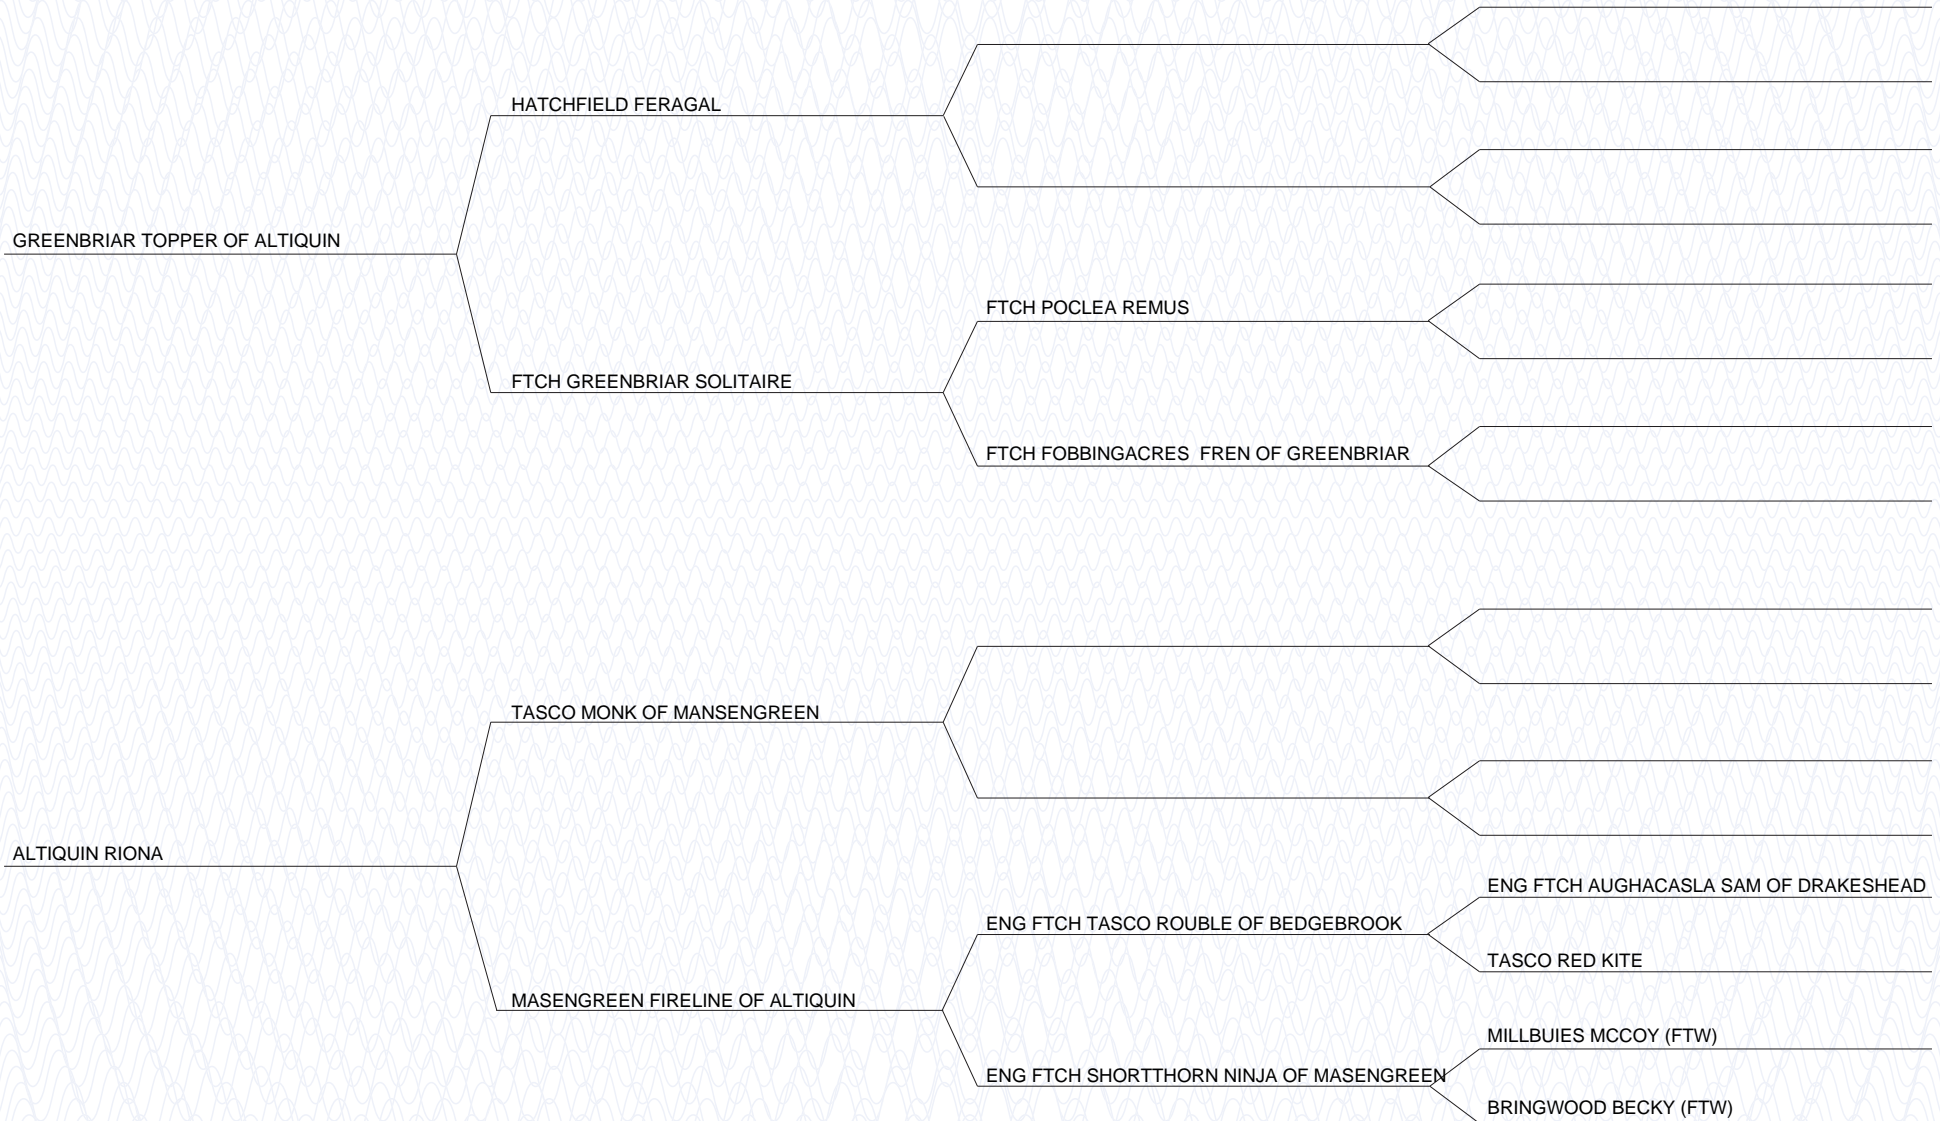 HATCHFIELD FERAGAL
GREENBRIAR TOPPER OF ALTIQUIN
FTCH POCLEA REMUS
FTCH GREENBRIAR SOLITAIRE
FTCH FOBBINGACRES  FREN OF GREENBRIAR
TASCO MONK OF MANSENGREEN
ALTIQUIN RIONA
ENG FTCH AUGHACASLA SAM OF DRAKESHEAD
ENG FTCH TASCO ROUBLE OF BEDGEBROOK
TASCO RED KITE
MASENGREEN FIRELINE OF ALTIQUIN
MILLBUIES MCCOY (FTW)
ENG FTCH SHORTTHORN NINJA OF MASENGREEN
BRINGWOOD BECKY (FTW)